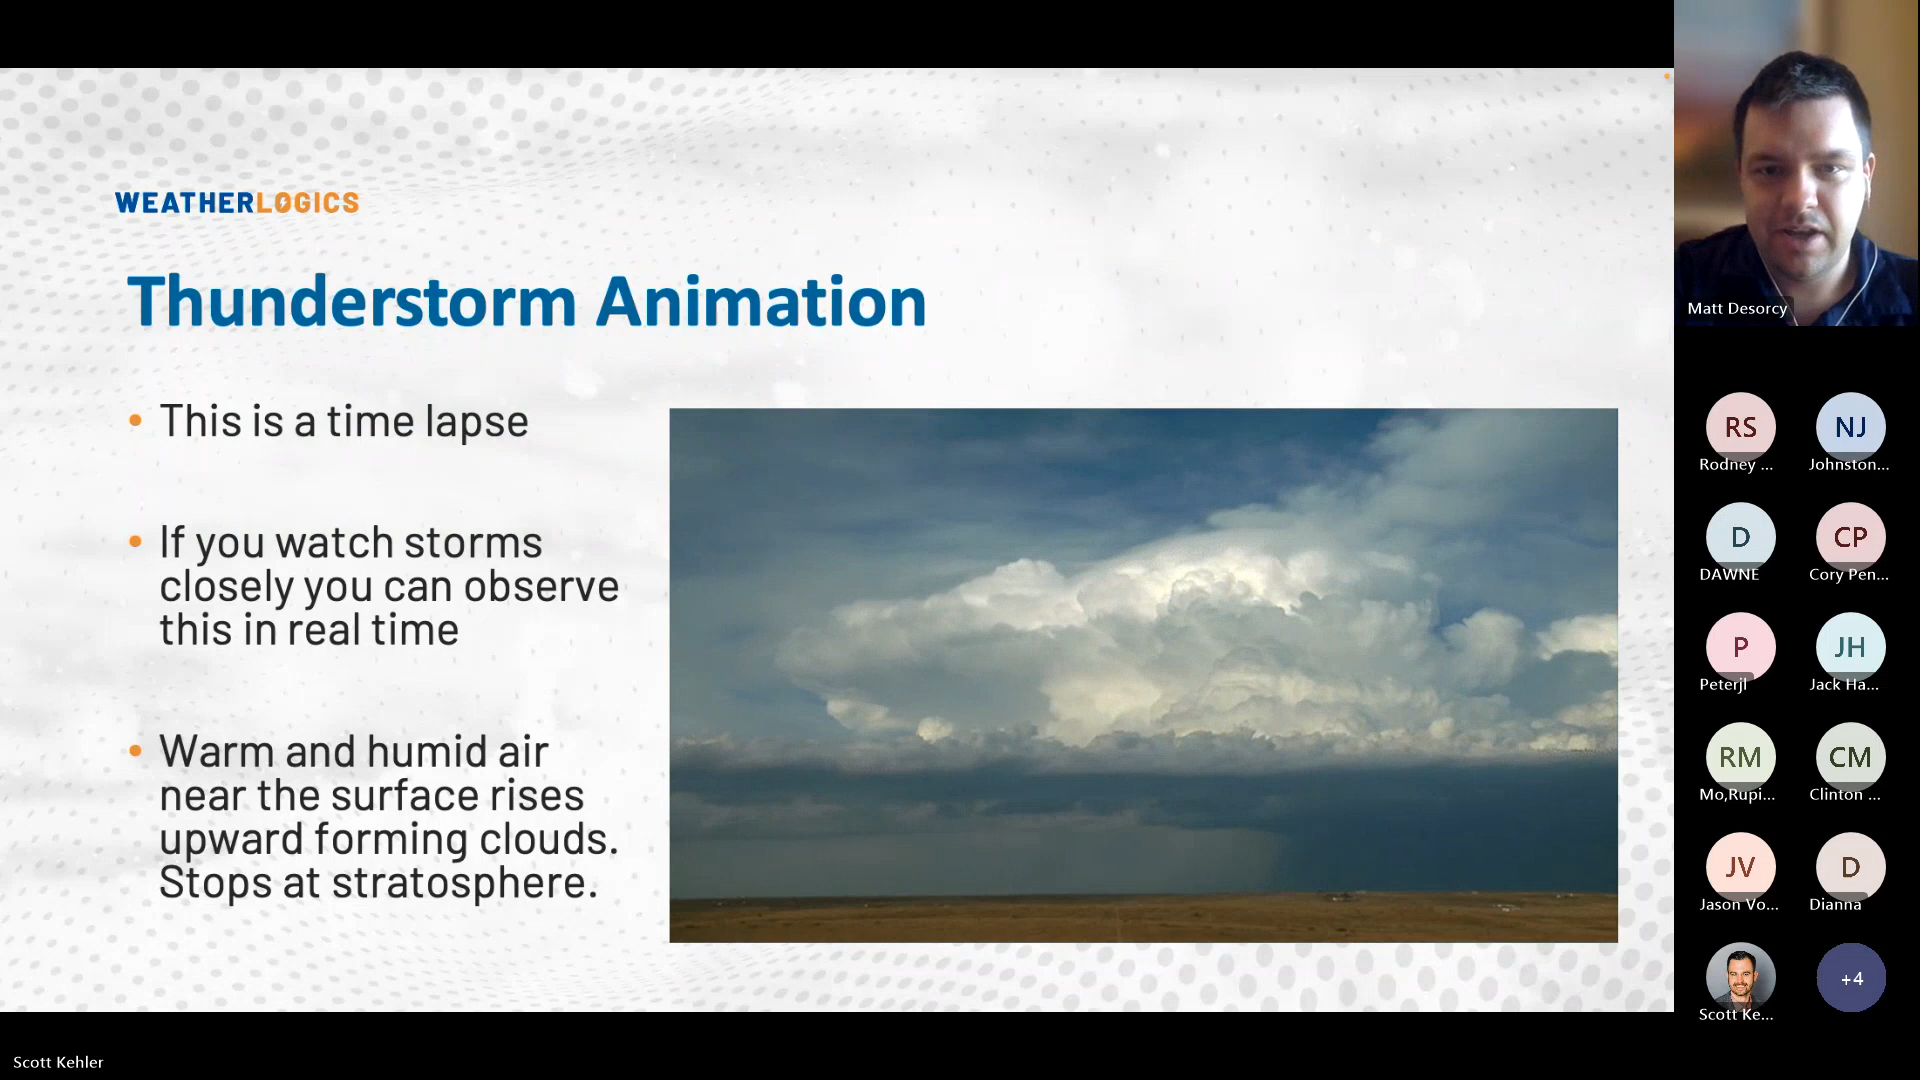 WEATHERLOGICS
Thunderstorm Animation
• This is a time lapse
• If you watch storms
closely you can observe
this in real time
• Warm and humid air
near the surface rises
upward forming clouds.
Stops at stratosphere.
Matt Desorcy
RS
NJ
Rodney ...
Johnston...
D
CP
DAWNE
Cory Pen...
P
JH
Peterjl
Jack Ha...
RM
CM
Mo,Rupi...
Clinton ...
JV
D
Jason Vo...
Dianna
+4
Scott Ke...
Scott Kehler